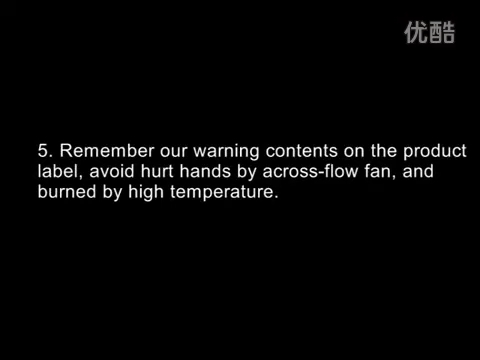 优酷
5. Remember our warning contents on the product
label, avoid hurt hands by across-flow fan, and
burned by high temperature.